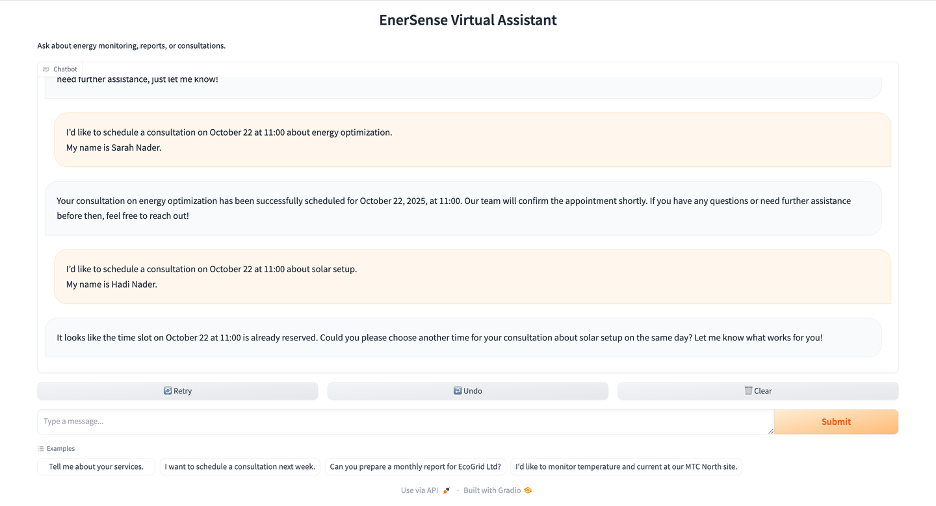 EnerSense Virtual Assistant
Ask about energy monitoring, reports, or consultations.
Chatbot
need further assistance, just let me know!
I'd like to schedule a consultation on October 22 at 11:00 about energy optimization.
My name is Sarah Nader.
Your consultation on energy optimization has been successfully scheduled for October 22, 2025, at 11:00. Our team will confirm the appointment shortly. If you have any questions or need further assistance
before then, feel free to reach out!
I'd like to schedule a consultation on October 22 at 11:00 about solar setup.
My name is Hadi Nader.
It looks like the time slot on October 22 at 11:00 is already reserved. Could you please choose another time for your consultation about solar setup on the same day? Let me know what works for you!
Retry
Undo
Clear
Type a message...
Submit
Examples
Tell me about your services.
I want to schedule a consultation next week.
Can you prepare a monthly report for EcoGrid Ltd?
I'd like to monitor temperature and current at our MTC North site.
Use via API · Built with Gradio